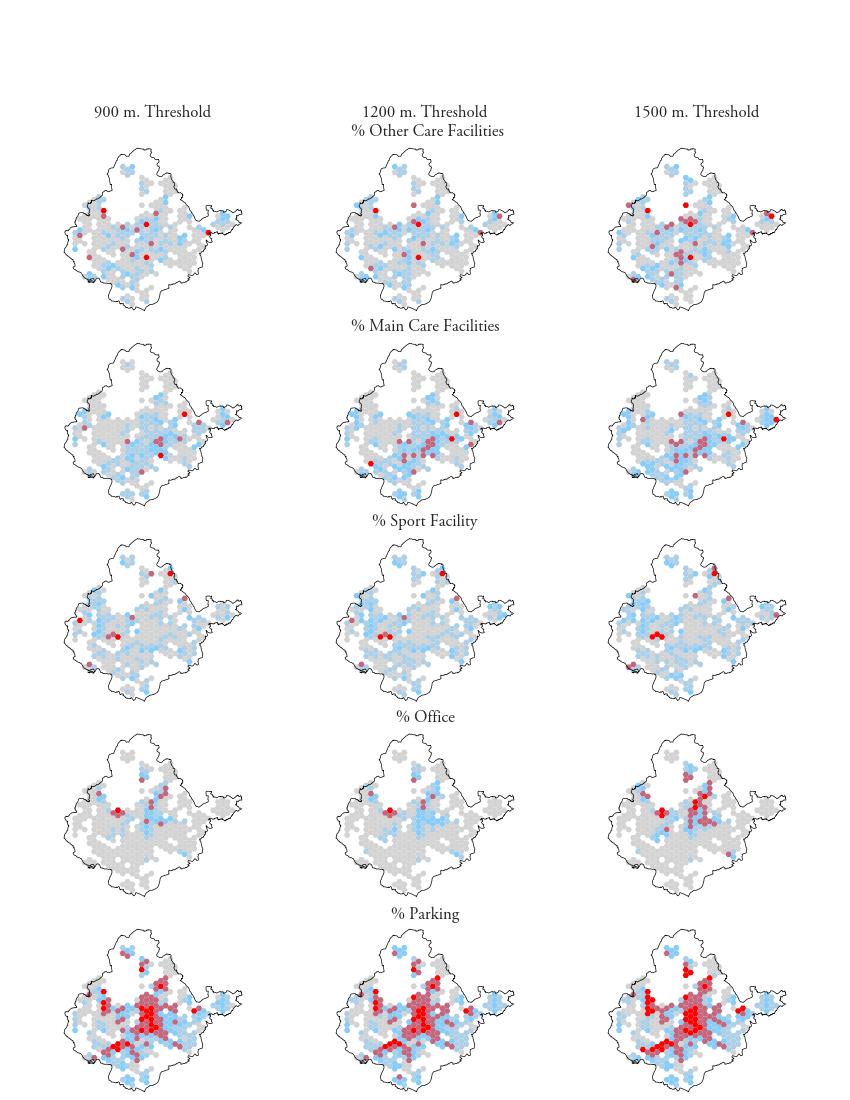 900 m. Threshold
1200 m. Threshold
1500 m. Threshold
% Other Care Facilities
% Main Care Facilities
% Sport Facility
% Office
% Parking